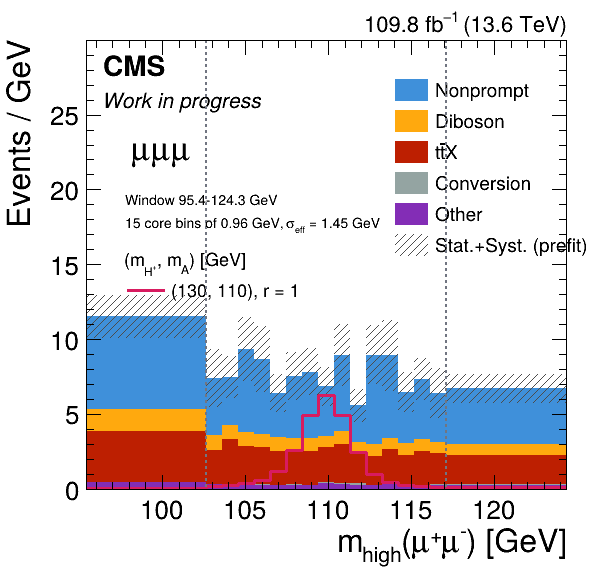 109.8 fb⁻¹ (13.6 TeV)
CMS
Work in progress
μμμ
Window 95.4-124.3 GeV
15 core bins of 0.96 GeV, σ_eff = 1.45 GeV
(m_H⁺, m_A) [GeV]
(130, 110), r = 1
Nonprompt
Diboson
tt̄X
Conversion
Other
Stat.+Syst. (prefit)
Events / GeV
25
20
15
10
5
0
100 105 110 115 120
m_high(μ⁺μ⁻) [GeV]